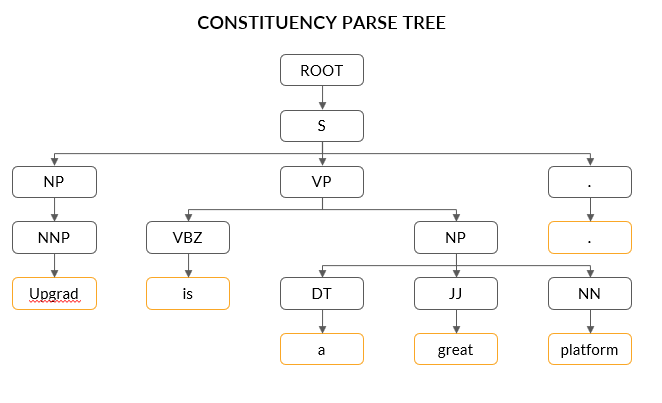 CONSTITUENCY PARSE TREE
ROOT
S
NP VP .
NNP VBZ NP .
Upgrad is DT JJ NN
a great platform